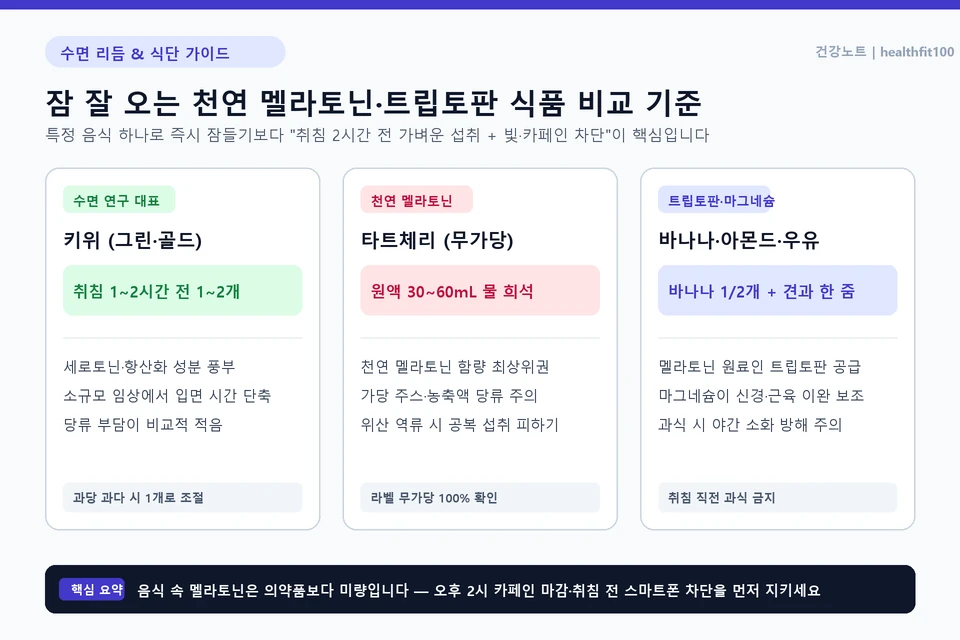 수면 리듬 & 식단 가이드
건강노트 | healthfit100
잠 잘 오는 천연 멜라토닌·트립토판 식품 비교 기준
특정 음식 하나로 즉시 잠들기보다 "취침 2시간 전 가벼운 섭취 + 빛·카페인 차단"이 핵심입니다
수면 연구 대표
키위 (그린·골드)
취침 1~2시간 전 1~2개
세로토닌·항산화 성분 풍부
소규모 임상에서 입면 시간 단축
당류 부담이 비교적 적음
과당 과다 시 1개로 조절
천연 멜라토닌
타트체리 (무가당)
원액 30~60mL 물 희석
천연 멜라토닌 함량 최상위권
가당 주스·농축액 당류 주의
위산 역류 시 공복 섭취 피하기
라벨 무가당 100% 확인
트립토판·마그네슘
바나나·아몬드·우유
바나나 1/2개 + 견과 한 줌
멜라토닌 원료인 트립토판 공급
마그네슘이 신경·근육 이완 보조
과식 시 야간 소화 방해 주의
취침 직전 과식 금지
핵심 요약
음식 속 멜라토닌은 의약품보다 미량입니다 — 오후 2시 카페인 마감·취침 전 스마트폰 차단을 먼저 지키세요